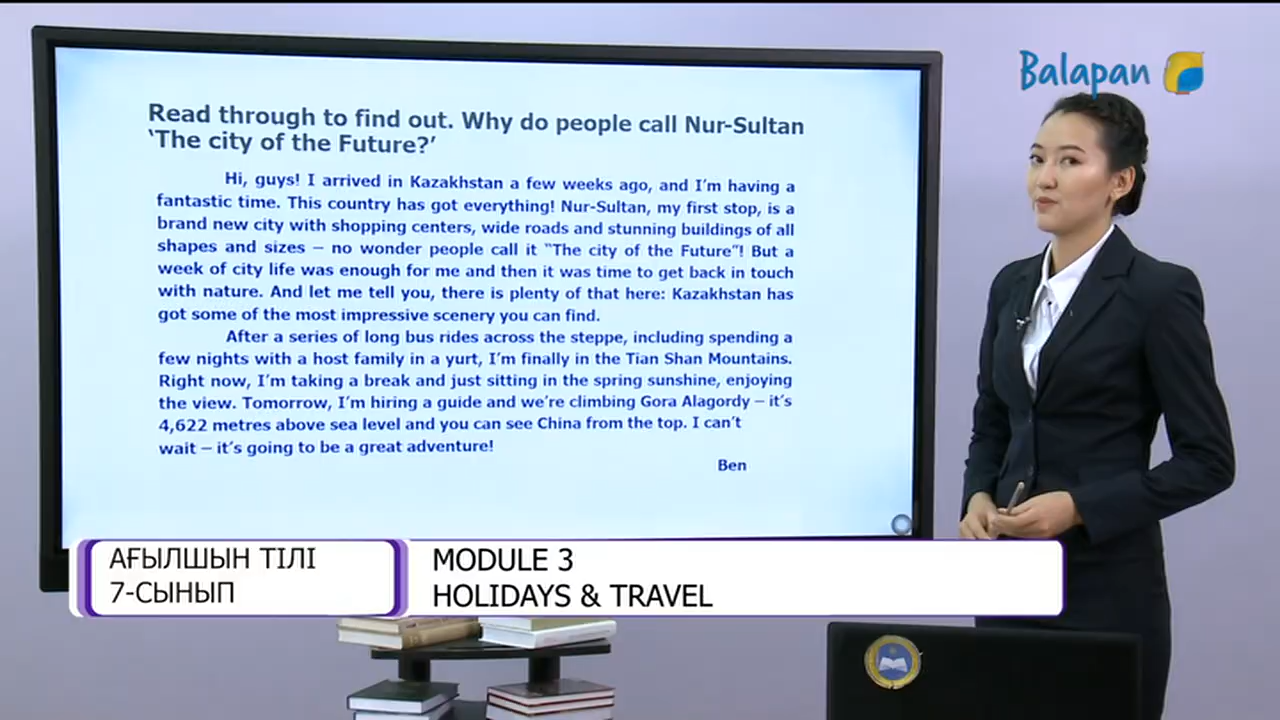 Balapan
Read through to find out. Why do people call Nur-Sultan
‘The city of the Future?’
Hi, guys! I arrived in Kazakhstan a few weeks ago, and I’m having a
fantastic time. This country has got everything! Nur-Sultan, my first stop, is a
brand new city with shopping centers, wide roads and stunning buildings of all
shapes and sizes – no wonder people call it “The city of the Future”! But a
week of city life was enough for me and then it was time to get back in touch
with nature. And let me tell you, there is plenty of that here: Kazakhstan has
got some of the most impressive scenery you can find.
After a series of long bus rides across the steppe, including spending a
few nights with a host family in a yurt, I’m finally in the Tian Shan Mountains.
Right now, I’m taking a break and just sitting in the spring sunshine, enjoying
the view. Tomorrow, I’m hiring a guide and we’re climbing Gora Alagordy – it’s
4,622 metres above sea level and you can see China from the top. I can’t
wait – it’s going to be a great adventure!
Ben
АҒЫЛШЫН ТІЛІ
7-СЫНЫП
MODULE 3
HOLIDAYS & TRAVEL